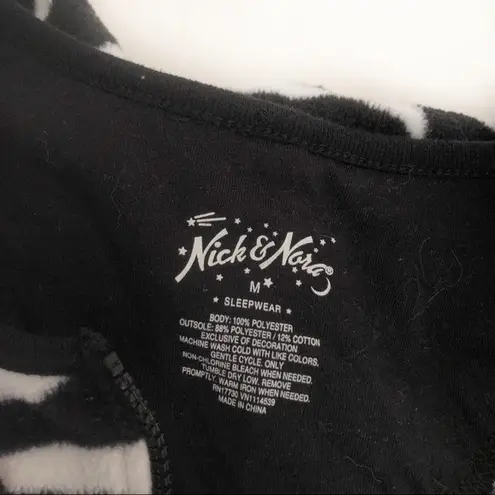 Nick & Nora®
M
SLEEPWEAR
BODY: 100% POLYESTER
OUTSOLE: 88% POLYESTER / 12% COTTON
EXCLUSIVE OF DECORATION
MACHINE WASH COLD WITH LIKE COLORS,
GENTLE CYCLE. ONLY
NON-CHLORINE BLEACH WHEN NEEDED.
TUMBLE DRY LOW. REMOVE
PROMPTLY. WARM IRON WHEN NEEDED.
RN17730 VN1114539
MADE IN CHINA